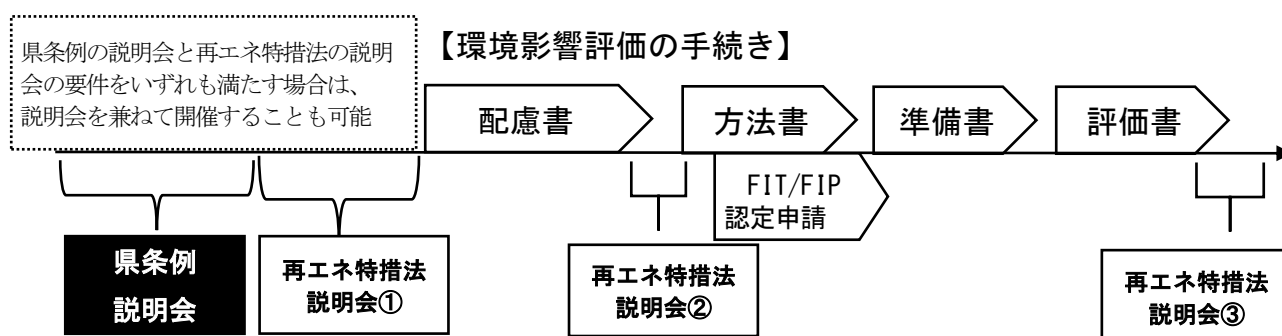 県条例の説明会と再エネ特措法の説明
会の要件をいずれも満たす場合は、
説明会を兼ねて開催することも可能
【環境影響評価の手続き】
配慮書
方法書
準備書
評価書
FIT/FIP
認定申請
県条例
説明会
再エネ特措法
説明会①
再エネ特措法
説明会②
再エネ特措法
説明会③